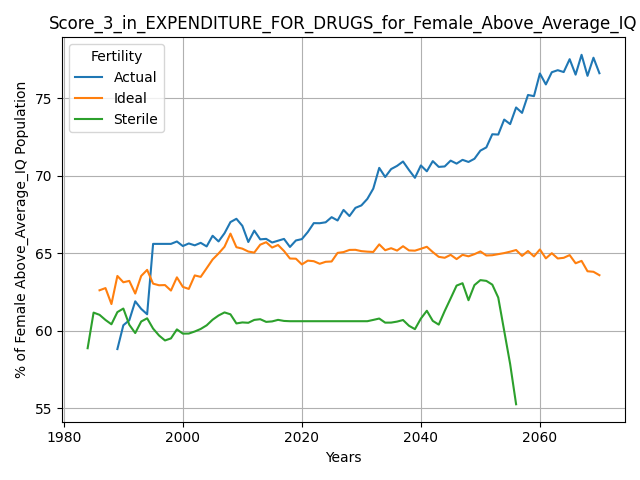 Score_3_in_EXPENDITURE_FOR_DRUGS_for_Female_Above_Average_IQ
Fertility
Actual
Ideal
Sterile
% of Female Above_Average_IQ Population
75
70
65
60
55
1980
2000
2020
2040
2060
Years